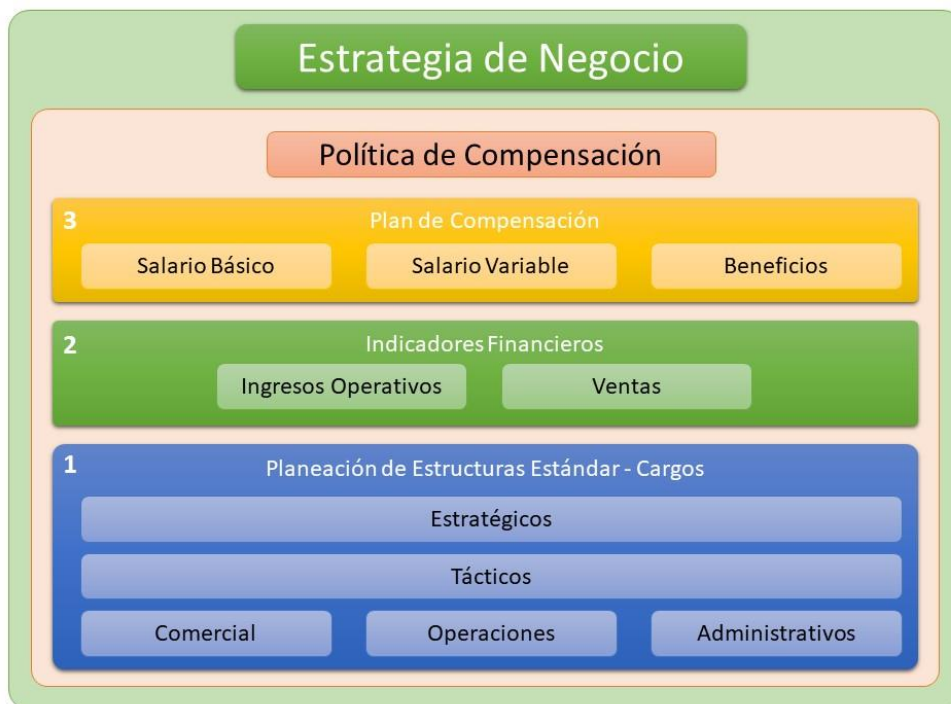 Estrategia de Negocio
Política de Compensación
3
Plan de Compensación
Salario Básico
Salario Variable
Beneficios
2
Indicadores Financieros
Ingresos Operativos
Ventas
1
Planeación de Estructuras Estándar - Cargos
Estratégicos
Tácticos
Comercial
Operaciones
Administrativos